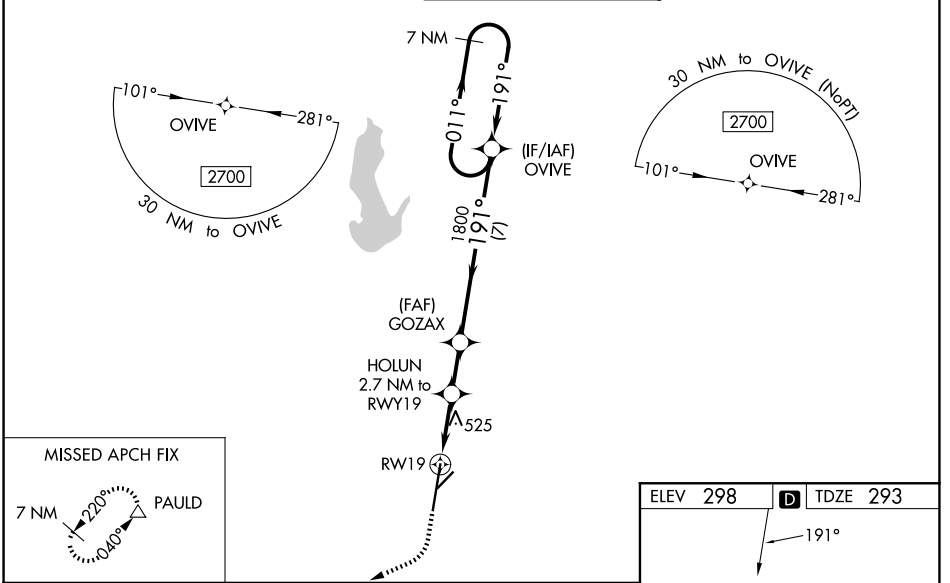 7 NM
011°
191°
(IF/IAF)
OVIVE
101°
OVIVE
281°
2700
30 NM to OVIVE
30 NM to OVIVE (NoPT)
2700
101°
OVIVE
281°
1800
191°
(7)
(FAF)
GOZAX
HOLUN
2.7 NM to
RWY19
525
RW19
MISSED APCH FIX
7 NM
220°
040°
PAULD
ELEV 298 D TDZE 293
191°